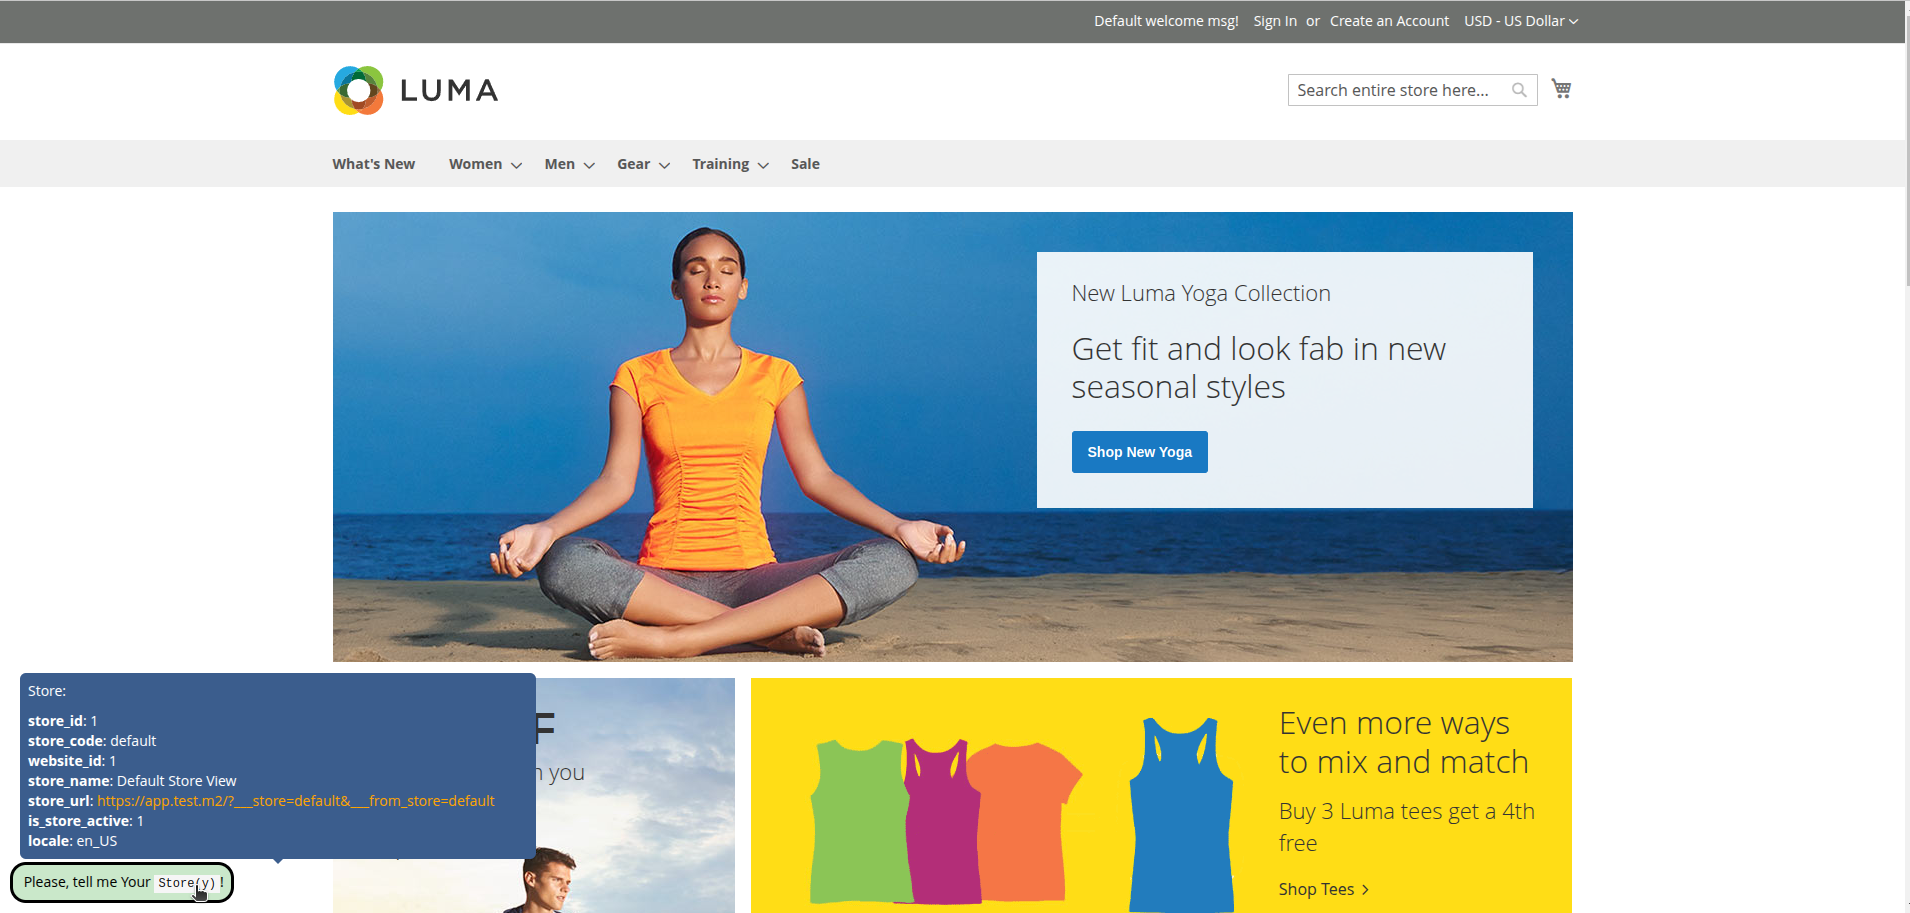 Default welcome msg! Sign In or Create an Account USD - US Dollar
LUMA
Search entire store here...
What's New Women Men Gear Training Sale
New Luma Yoga Collection
Get fit and look fab in new
seasonal styles
Shop New Yoga
Store:
store_id: 1
store_code: default
website_id: 1
store_name: Default Store View
store_url: https://app.test.m2/?___store=default&___from_store=default
is_store_active: 1
locale: en_US
Please, tell me Your Store(y)!
F
you
Even more ways
to mix and match
Buy 3 Luma tees get a 4th
free
Shop Tees